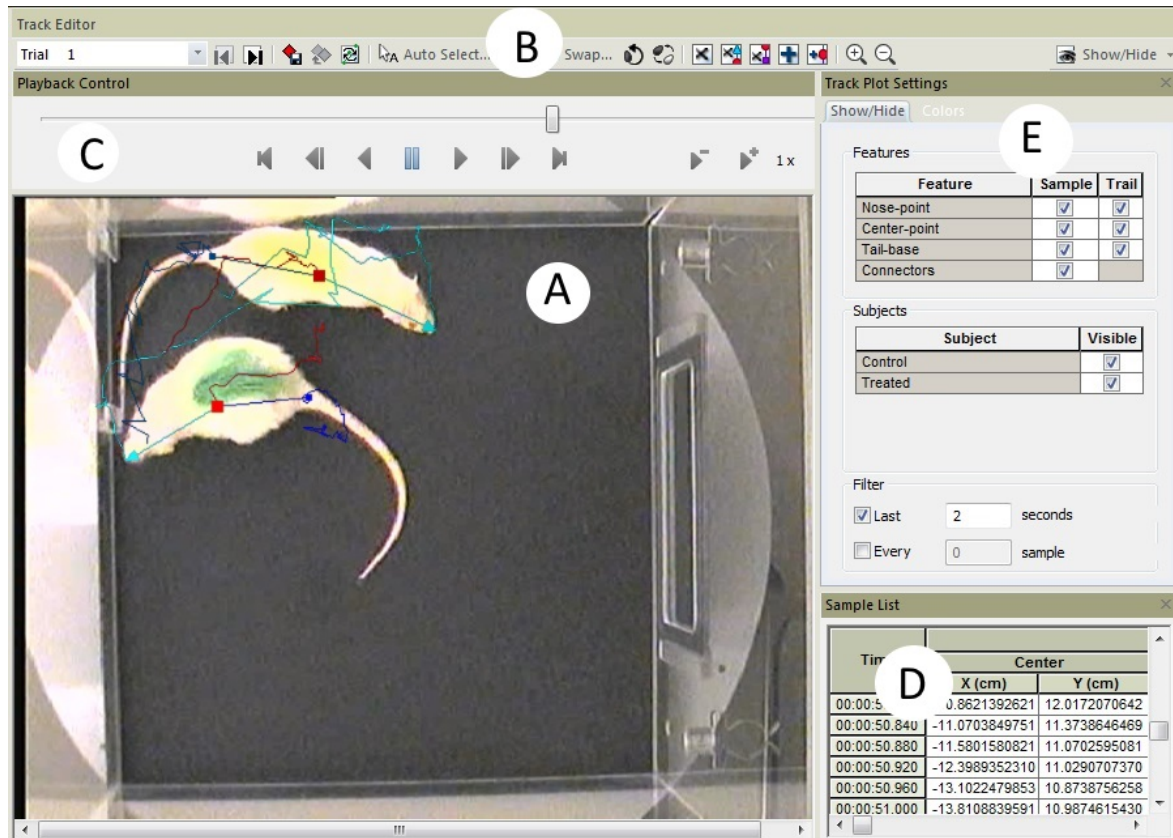 Track Editor
Trial 1 Auto Select... B Swap... Show/Hide
Playback Control
C
1 x
A
Track Plot Settings
Show/Hide Colors
E
Features
Feature Sample Trail
Nose-point
Center-point
Tail-base
Connectors
Subjects
Subject Visible
Control
Treated
Filter
Last 2 seconds
Every 0 sample
Sample List
Center
D X (cm) Y (cm)
12.0172070642
00:00:50.840 -11.0703849751 11.3738646469
00:00:50.880 -11.5801580821 11.0702595081
00:00:50.920 -12.3989352310 11.0290707370
00:00:50.960 -13.1022479853 10.8738756258
00:00:51.000 -13.8108839591 10.9874615430